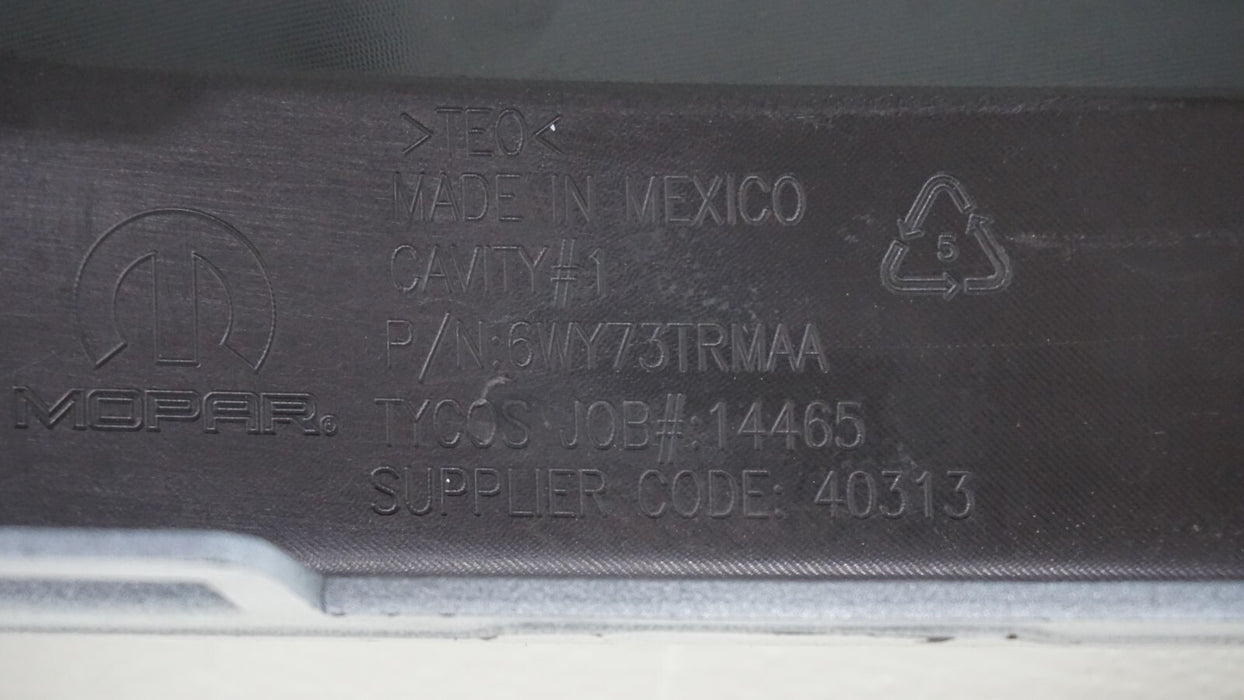 >TEO<
MADE IN MEXICO
CAVITY#1
P/N:6WY73TRMAA
TYCOS JOB#:14465
SUPPLIER CODE: 40313
MOPAR®
5